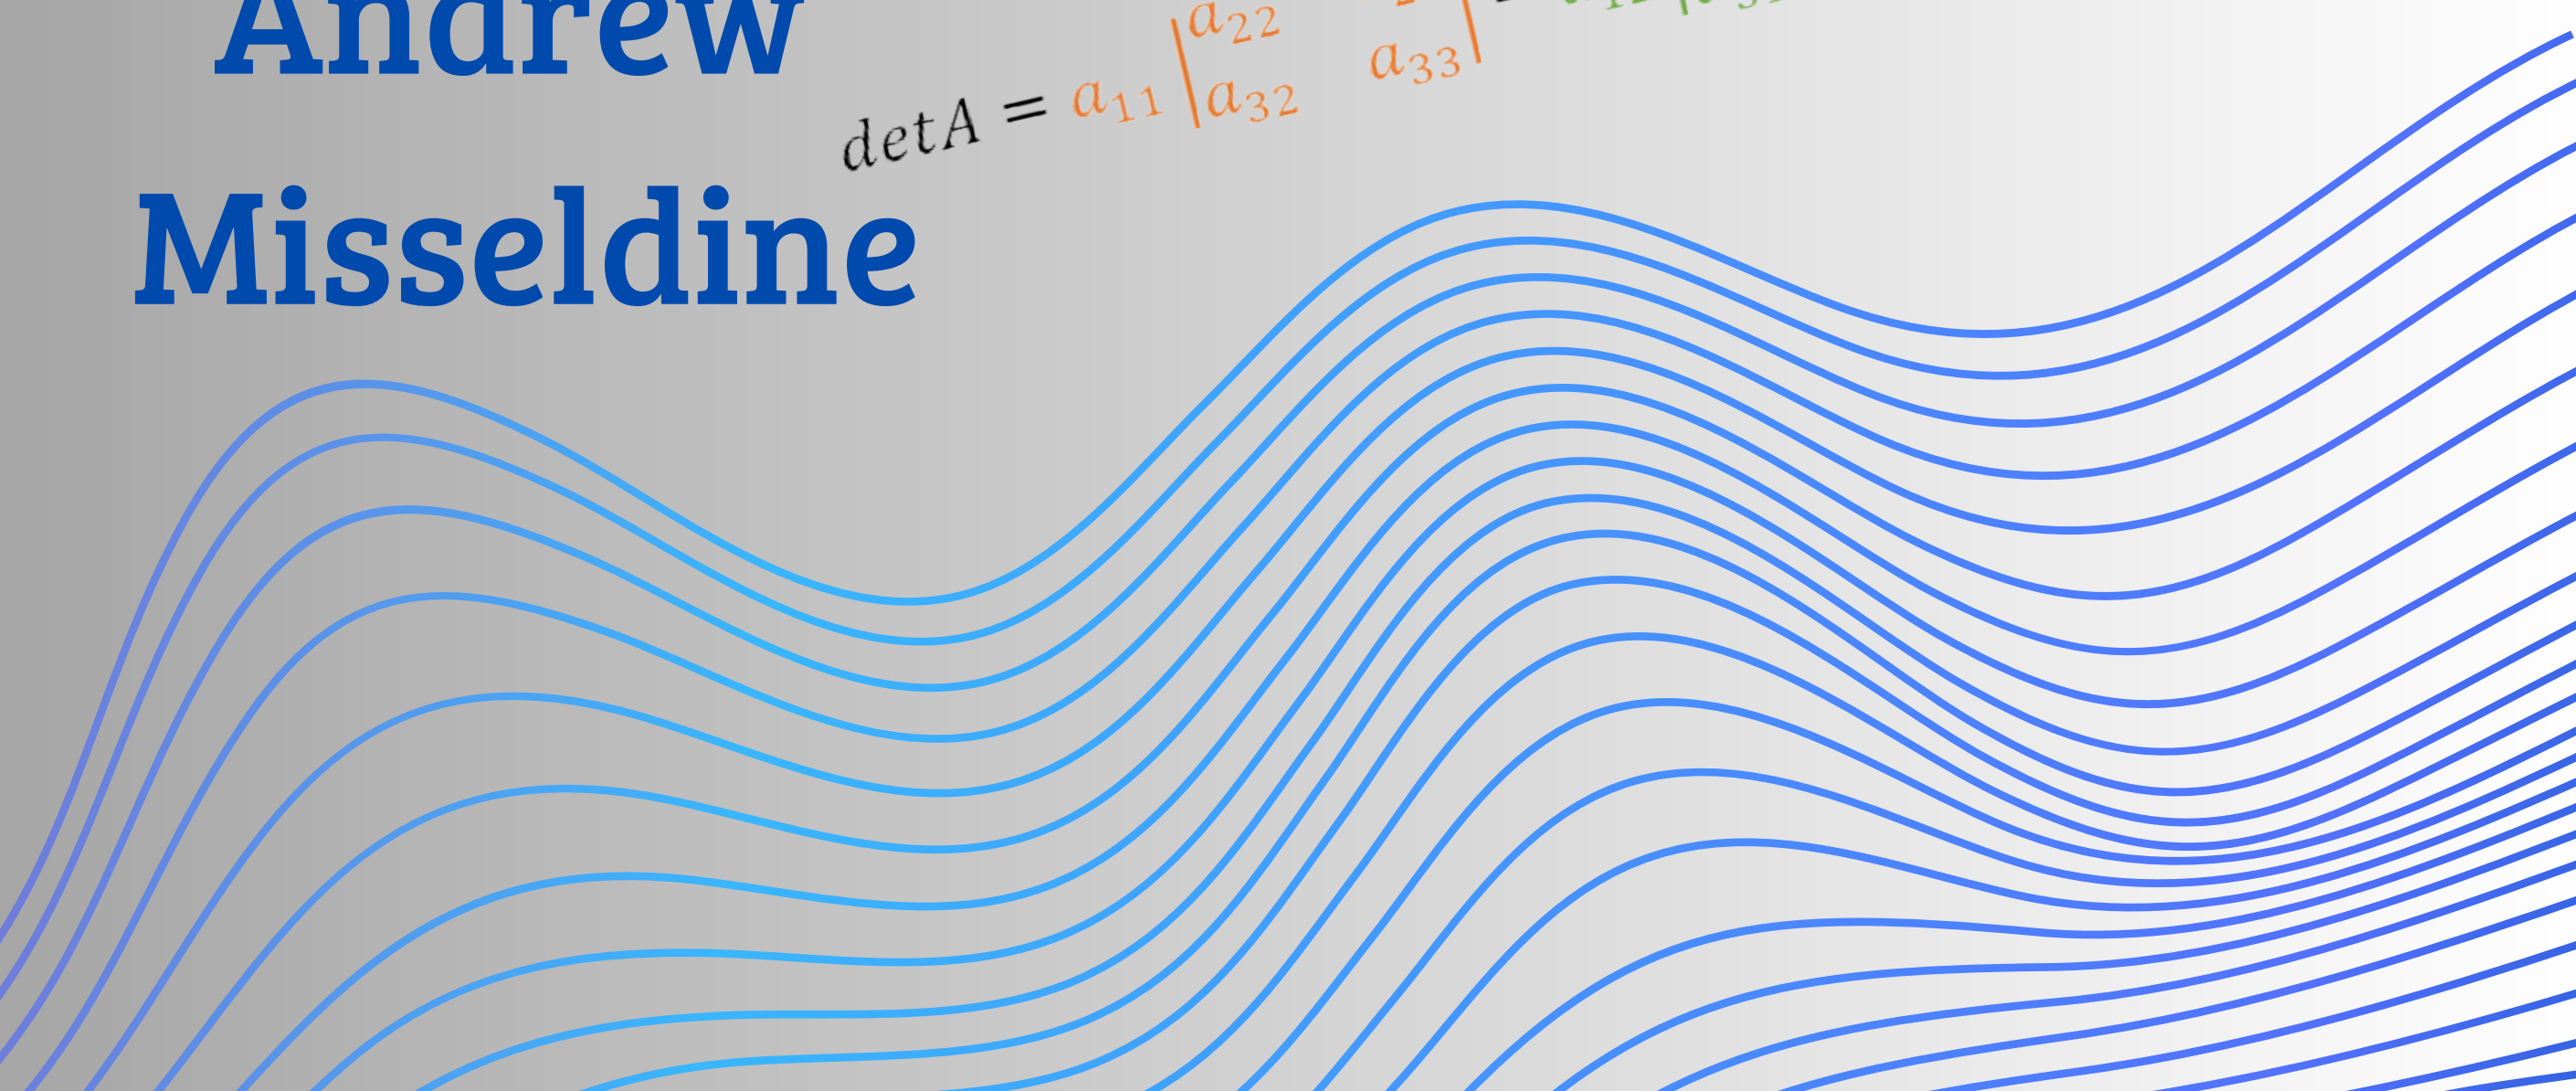 Andrew
Misseldine
detA = a₁₁ |a₂₂
a₃₂ a₃₃|